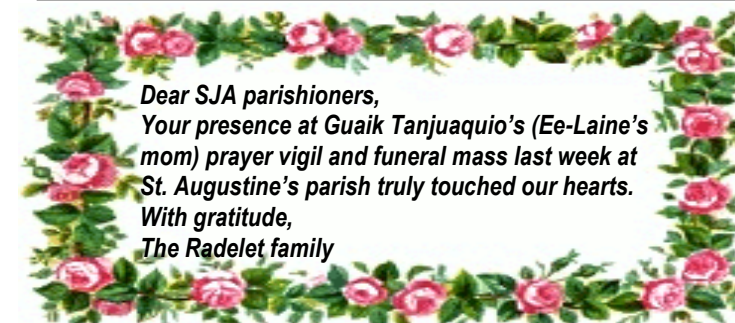 Dear SJA parishioners,
Your presence at Guaik Tanjuaquio's (Ee-Laine's
mom) prayer vigil and funeral mass last week at
St. Augustine's parish truly touched our hearts.
With gratitude,
The Radelet family